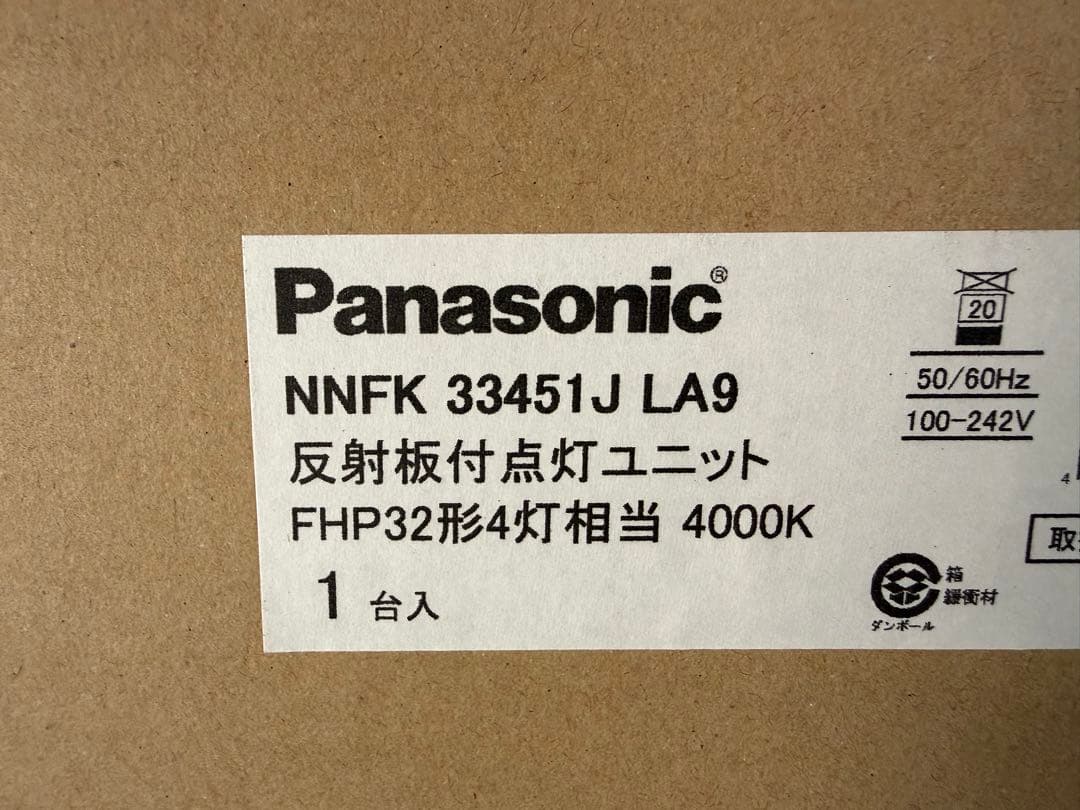 Panasonic®
NNFK 33451J LA9
反射板付点灯ユニット
FHP32形4灯相当 4000K
1 台入
20
50/60Hz
100-242V
4
取
箱
緩衝材
ダンボール